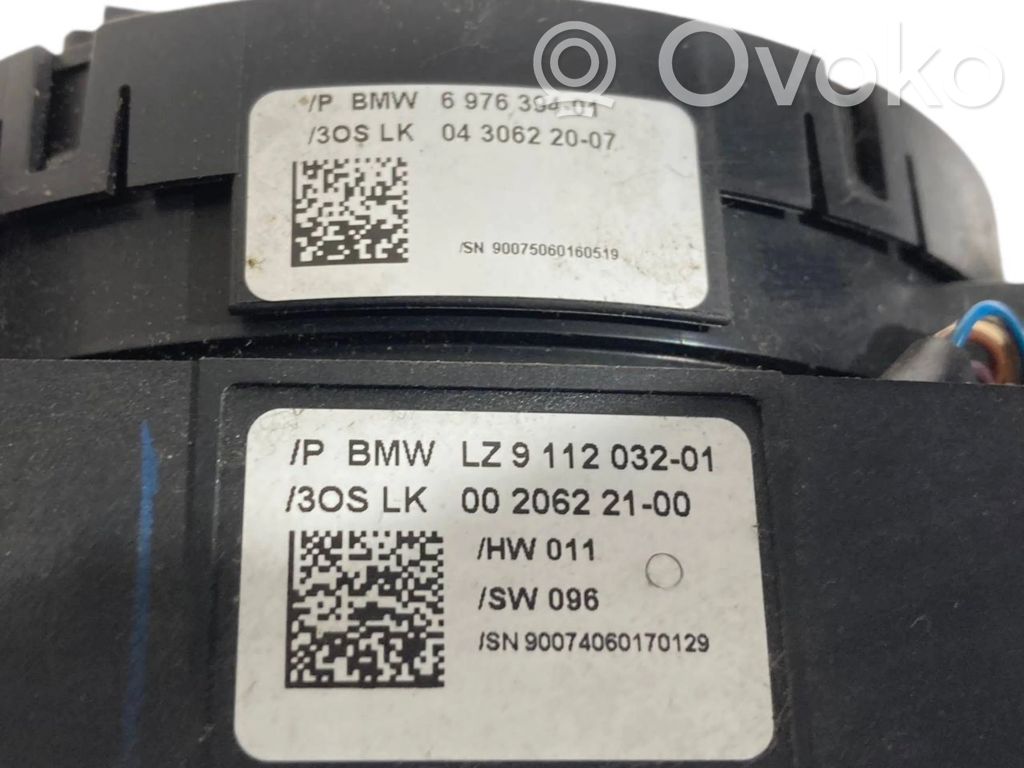 Ovoko
/P BMW 6 976 394-01
/3OS LK 04 3062 20-07
/SN 90075060160519
/P BMW LZ 9 112 032-01
/3OS LK 00 2062 21-00
/HW 011
/SW 096
/SN 90074060170129